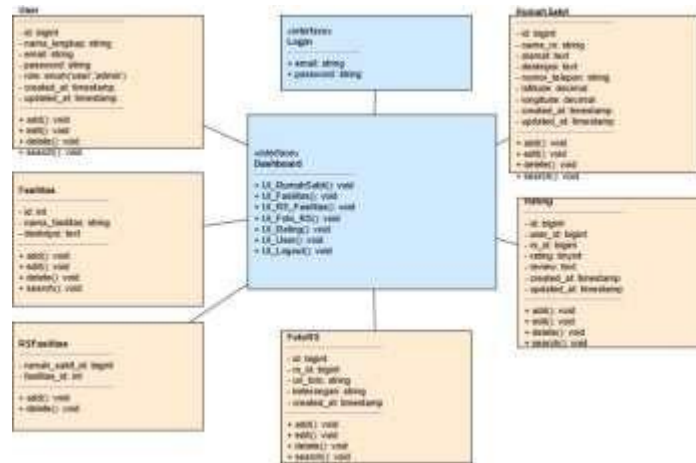 User
- id: bigint
- nama_lengkap: string
- email: string
- password: string
- role: enum('user','admin')
- created_at: timestamp
- updated_at: timestamp
+ add(): void
+ edit(): void
+ delete(): void
+ search(): void
«interface»
Login
+ email: string
+ password: string
Rumah Sakit
- id: bigint
- nama_rs: string
- alamat: text
- deskripsi: text
- nomor_telepon: string
- latitude: decimal
- longitude: decimal
- created_at: timestamp
- updated_at: timestamp
+ add(): void
+ edit(): void
+ delete(): void
+ search(): void
«interface»
Dashboard
+ UI_RumahSakit(): void
+ UI_Fasilitas(): void
+ UI_RS_Fasilitas(): void
+ UI_Foto_RS(): void
+ UI_Rating(): void
+ UI_User(): void
+ UI_Logout(): void
Fasilitas
- id: int
- nama_fasilitas: string
- deskripsi: text
+ add(): void
+ edit(): void
+ delete(): void
+ search(): void
Rating
- id: bigint
- user_id: bigint
- rs_id: bigint
- rating: tinyint
- review: text
- created_at: timestamp
- updated_at: timestamp
+ add(): void
+ edit(): void
+ delete(): void
+ search(): void
RSFasilitas
- rumah_sakit_id: bigint
- fasilitas_id: int
+ add(): void
+ delete(): void
FotoRS
- id: bigint
- rs_id: bigint
- url_foto: string
- keterangan: string
- created_at: timestamp
+ add(): void
+ edit(): void
+ delete(): void
+ search(): void